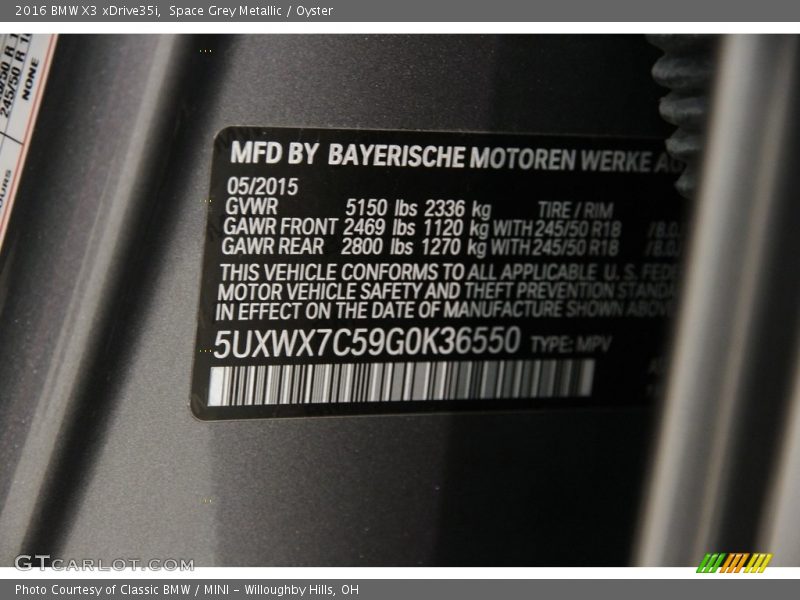 2016 BMW X3 xDrive35i, Space Grey Metallic / Oyster
245/50 R
NONE
MFD BY BAYERISCHE MOTOREN WERKE
05/2015
GVWR 5150 lbs 2336 kg TIRE / RIM
GAWR FRONT 2469 lbs 1120 kg WITH 245/50 R18
GAWR REAR 2800 lbs 1270 kg WITH 245/50 R18
THIS VEHICLE CONFORMS TO ALL APPLICABLE U. S.
MOTOR VEHICLE SAFETY AND THEFT PREVENTION
IN EFFECT ON THE DATE OF MANUFACTURE SHOWN
5UXWX7C59G0K36550 TYPE: MPV
GTCARLOT.COM
Photo Courtesy of Classic BMW / MINI - Willoughby Hills, OH